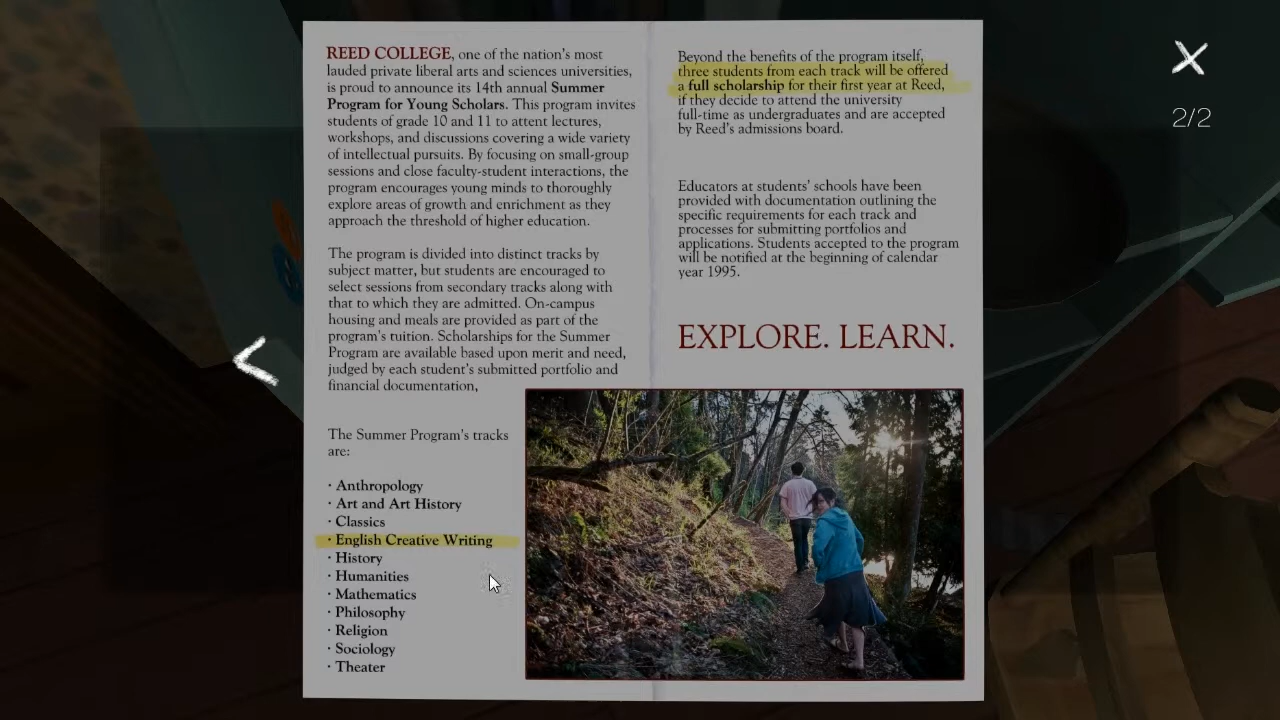 REED COLLEGE, one of the nation's most
lauded private liberal arts and sciences universities,
is proud to announce its 14th annual Summer
Program for Young Scholars. This program invites
students of grade 10 and 11 to attent lectures,
workshops, and discussions covering a wide variety
of intellectual pursuits. By focusing on small-group
sessions and close faculty-student interactions, the
program encourages young minds to thoroughly
explore areas of growth and enrichment as they
approach the threshold of higher education.
The program is divided into distinct tracks by
subject matter, but students are encouraged to
select sessions from secondary tracks along with
that to which they are admitted. On-campus
housing and meals are provided as part of the
program's tuition. Scholarships for the Summer
Program are available based upon merit and need,
judged by each student's submitted portfolio and
financial documentation,
The Summer Program's tracks
are:
· Anthropology
· Art and Art History
· Classics
· English Creative Writing
· History
· Humanities
· Mathematics
· Philosophy
· Religion
· Sociology
· Theater
Beyond the benefits of the program itself,
three students from each track will be offered
a full scholarship for their first year at Reed,
if they decide to attend the university
full-time as undergraduates and are accepted
by Reed's admissions board.
Educators at students' schools have been
provided with documentation outlining the
specific requirements for each track and
processes for submitting portfolios and
applications. Students accepted to the program
will be notified at the beginning of calendar
year 1995.
EXPLORE. LEARN.
2/2